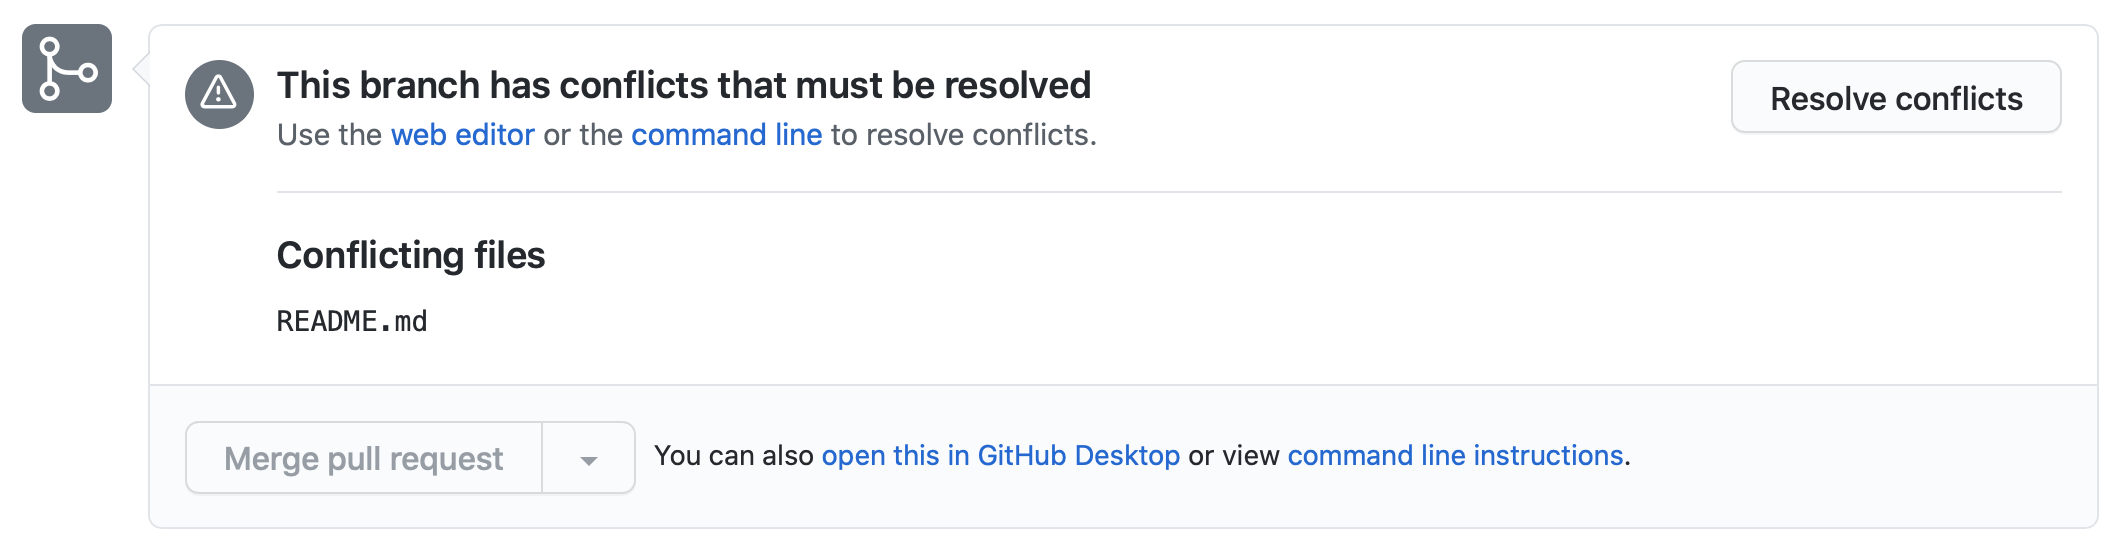 This branch has conflicts that must be resolved
Resolve conflicts
Use the web editor or the command line to resolve conflicts.
Conflicting files
README.md
Merge pull request
You can also open this in GitHub Desktop or view command line instructions.